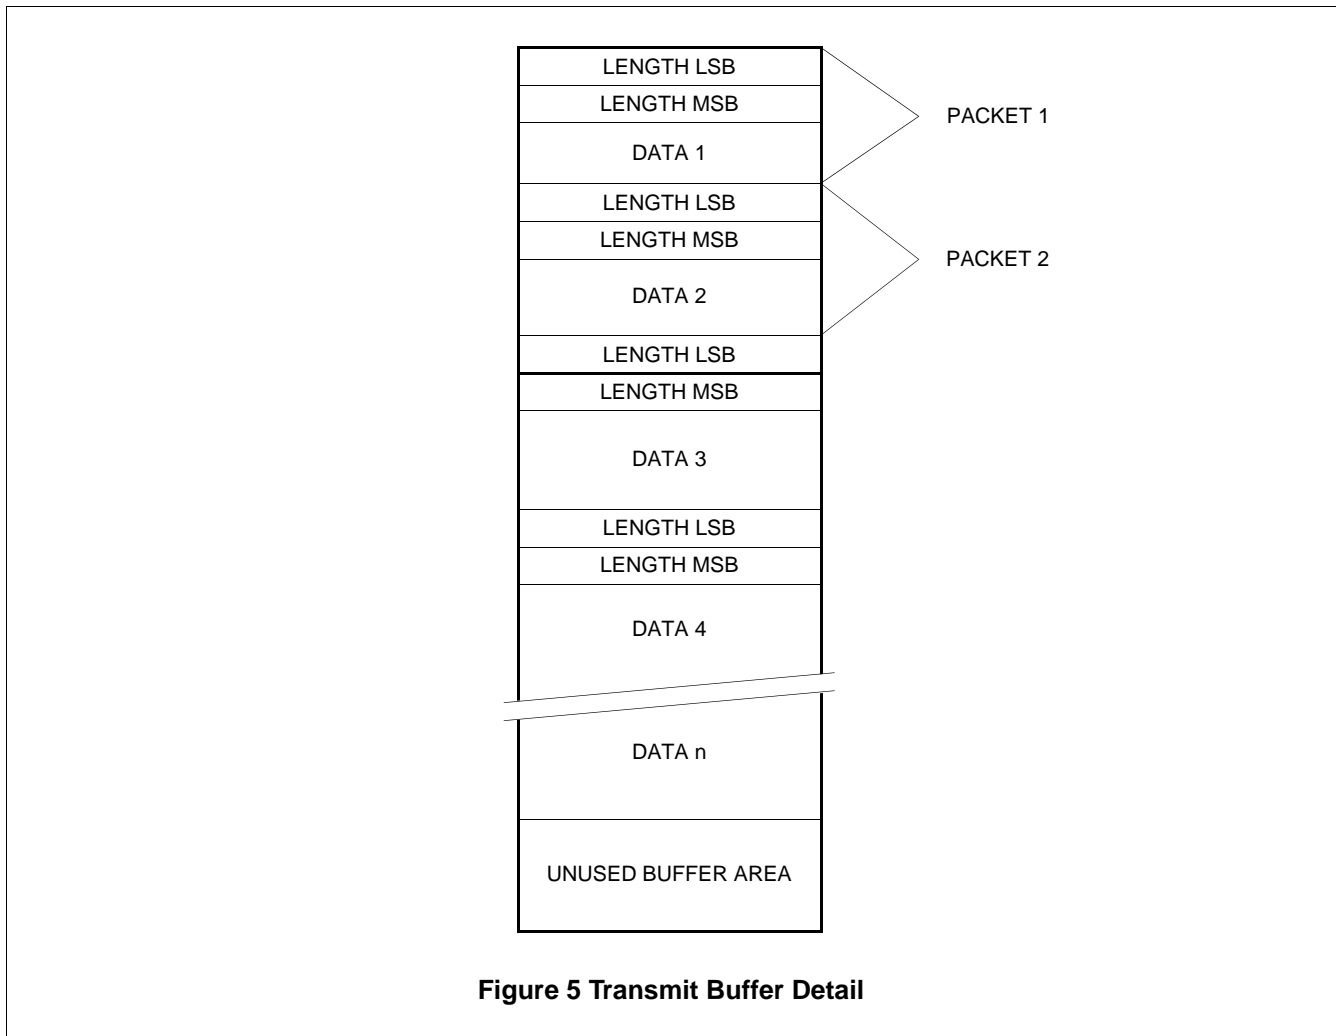 LENGTH LSB
LENGTH MSB
PACKET 1
DATA 1
LENGTH LSB
LENGTH MSB
PACKET 2
DATA 2
LENGTH LSB
LENGTH MSB
DATA 3
LENGTH LSB
LENGTH MSB
DATA 4
DATA n
UNUSED BUFFER AREA
Figure 5 Transmit Buffer Detail